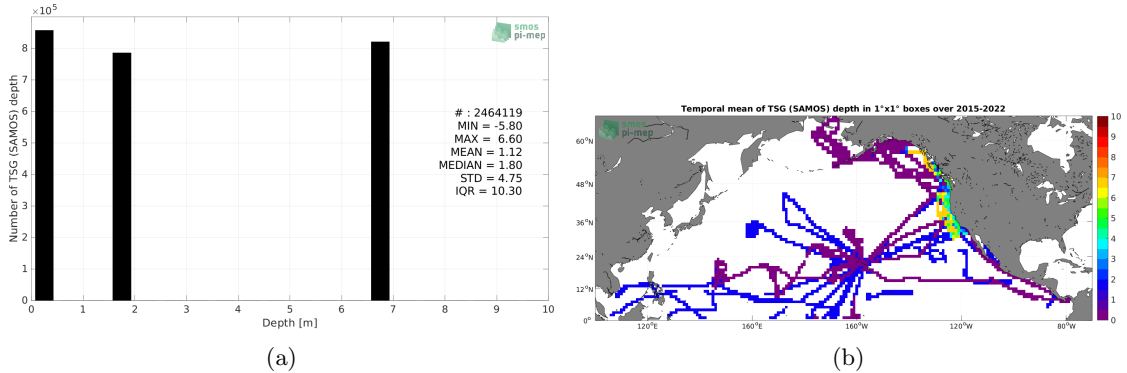 ×10⁵
smos
pi-mep
8
7
6
5
4
3
2
1
0
Number of TSG (SAMOS) depth
# : 2464119
MIN = -5.80
MAX = 6.60
MEAN = 1.12
MEDIAN = 1.80
STD = 4.75
IQR = 10.30
0 1 2 3 4 5 6 7 8 9 10
Depth [m]
(a)
Temporal mean of TSG (SAMOS) depth in 1°x1° boxes over 2015-2022
smos
pi-mep
60°N
48°N
36°N
24°N
12°N
0°
120°E 160°E 160°W 120°W 80°W
10
9
8
7
6
5
4
3
2
1
0
(b)